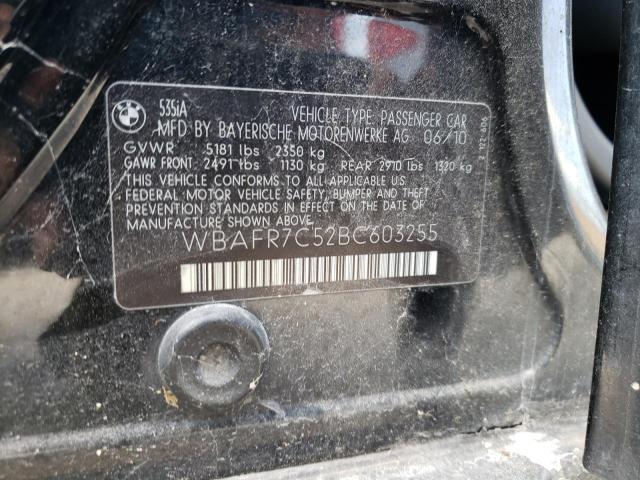 BMW 535iA VEHICLE TYPE PASSENGER CAR
MFD BY BAYERISCHE MOTORENWERKE AG 06/10
GVWR 5181 lbs 2350 kg
GAWR FRONT 2491 lbs 1130 kg REAR 2910 lbs 1320 kg
THIS VEHICLE CONFORMS TO ALL APPLICABLE U.S.
FEDERAL MOTOR VEHICLE SAFETY, BUMPER AND THEFT
PREVENTION STANDARDS IN EFFECT ON THE DATE OF
MANUFACTURE SHOWN ABOVE
WBAFR7C52BC603255